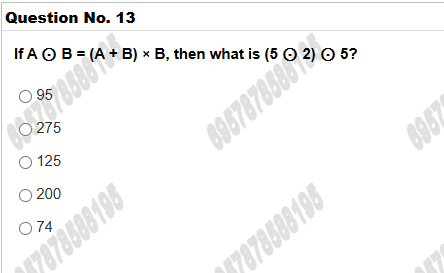 Question No. 13
If A ⊙ B = (A + B) × B, then what is (5 ⊙ 2) ⊙ 5?
95
275
125
200
74